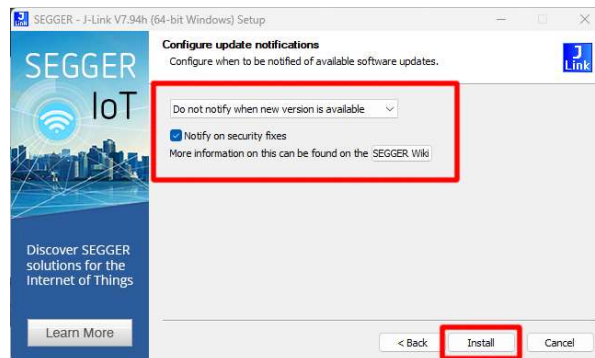 J
Link
SEGGER - J-Link V7.94h (64-bit Windows) Setup
SEGGER
IoT
Discover SEGGER
solutions for the
Internet of Things
Learn More
Configure update notifications
Configure when to be notified of available software updates.
J
Link
Do not notify when new version is available
Notify on security fixes
More information on this can be found on the SEGGER Wiki
< Back
Install
Cancel